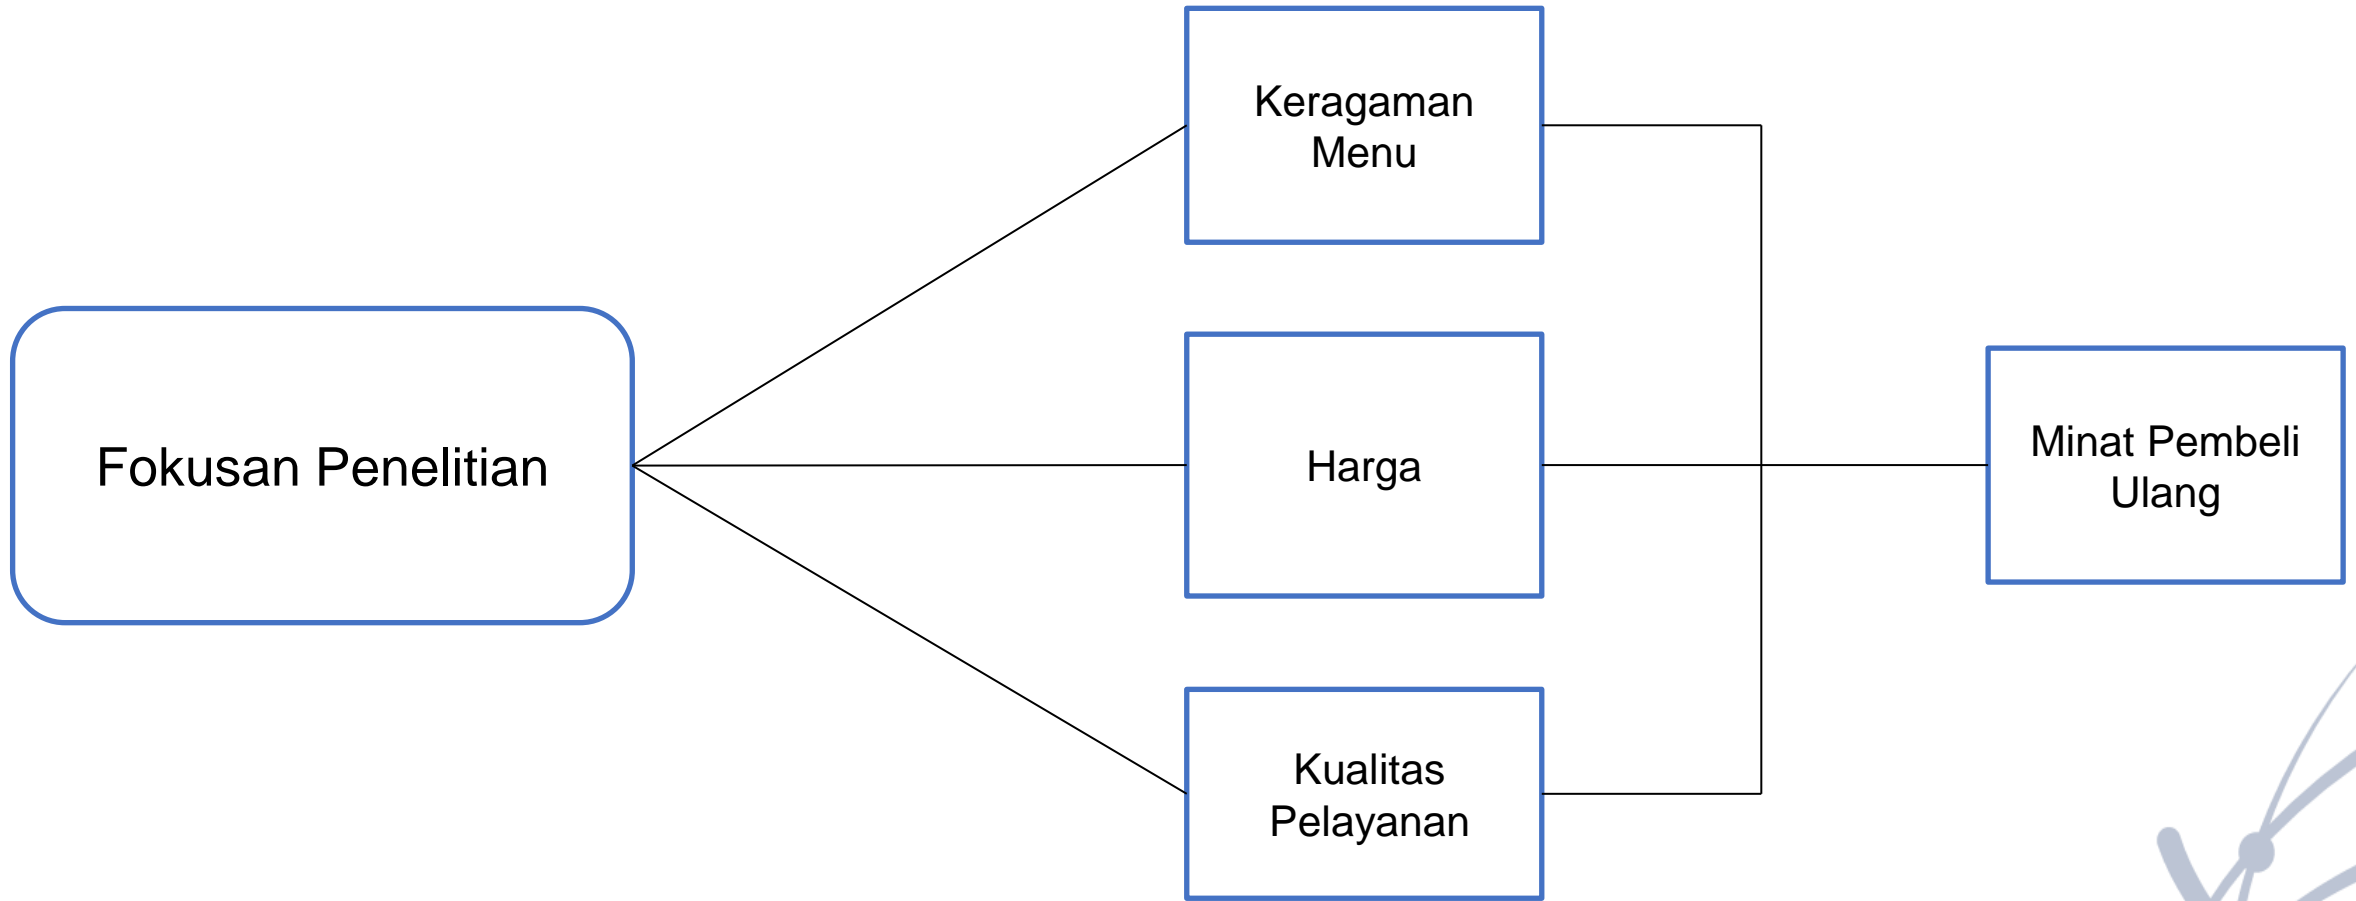 Fokusan Penelitian
Keragaman
Menu
Harga
Kualitas
Pelayanan
Minat Pembeli
Ulang